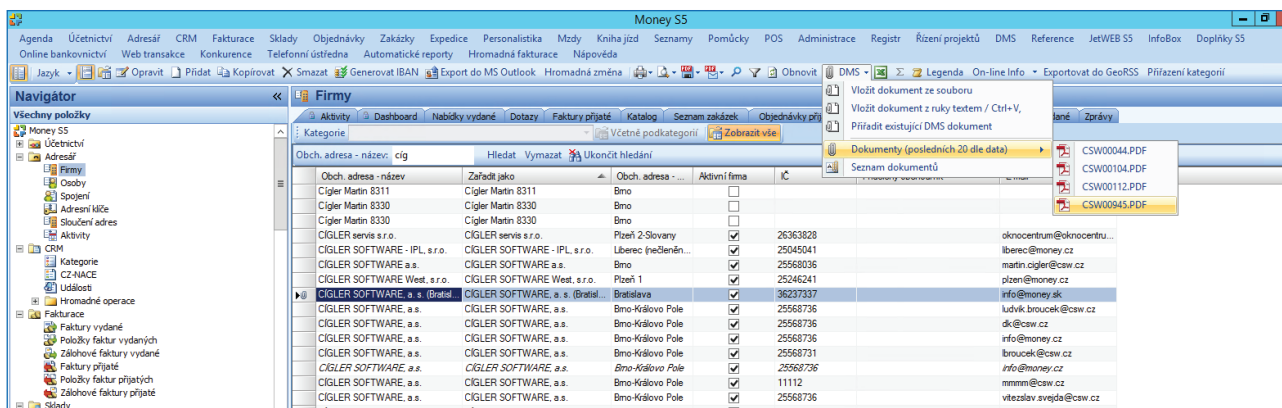 Money S5
Agenda Účetnictví Adresář CRM Fakturace Sklady Objednávky Zakázky Expedice Personalistika Mzdy Kniha jízd Seznamy Pomůcky POS Administrace Registr Řízení projektů DMS Reference JetWEB S5 InfoBox Doplňky S5
Online bankovnictví Web transakce Konkurence Telefonní ústředna Automatické reporty Hromadná fakturace Nápověda
Jazyk Opravit Přidat Kopírovat Smazat Generovat IBAN Export do MS Outlook Hromadná změna Obnovit DMS Σ Legenda On-line Info Exportovat do GeoRSS Přiřazení kategorií
Navigátor «
Firmy
Vložit dokument ze souboru
Vložit dokument z ruky textem / Ctrl+V,
Přiřadit existující DMS dokument
Dokumenty (posledních 20 dle data)
Seznam dokumentů
CSW00044.PDF
CSW00104.PDF
CSW00112.PDF
CSW00945.PDF
Všechny položky
Money S5
Účetnictví
Adresář
Firmy
Osoby
Spojení
Adresní klíče
Sloučení adres
Aktivity
CRM
Kategorie
CZ-NACE
Události
Hromadné operace
Fakturace
Faktury vydané
Položky faktur vydaných
Zálohové faktury vydané
Faktury přijaté
Položky faktur přijatých
Zálohové faktury přijaté
Sklady
Aktivity Dashboard Nabídky vydané Dotazy Faktury přijaté Katalog Seznam zakázek Objednávky při Zprávy
Kategorie Včetně podkategorií Zobrazit vše
Obch. adresa - název: cíg Hledat Vymazat Ukončit hledání
Obch. adresa - název Zařadit jako Obch. adresa - ... Aktivní firma IČ
Cígler Martin 8311 Cígler Martin 8311 Brno
Cígler Martin 8330 Cígler Martin 8330 Brno
Cígler Martin 8330 Cígler Martin 8330 Brno
CÍGLER servis s.r.o. CÍGLER servis s.r.o. Plzeň 2-Slovany 26363828 oknocentrum@oknocentru...
CÍGLER SOFTWARE - IPL, s.r.o. CÍGLER SOFTWARE - IPL, s.r.o. Liberec (nečleněn... 25045041 liberec@money.cz
CÍGLER SOFTWARE a.s. CÍGLER SOFTWARE a.s. Brno 25568036 martin.cigler@csw.cz
CÍGLER SOFTWARE West, s.r.o. CÍGLER SOFTWARE West, s.r.o. Plzeň 1 25246241 plzen@money.cz
CÍGLER SOFTWARE, a. s. (Bratisl... CÍGLER SOFTWARE, a. s. (Bratisl... Bratislava 36237337 info@money.sk
CÍGLER SOFTWARE, a.s. CÍGLER SOFTWARE, a.s. Brno-Královo Pole 25568736 ludvik.broucek@csw.cz
CÍGLER SOFTWARE, a.s. CÍGLER SOFTWARE, a.s. Brno-Královo Pole 25568736 dk@csw.cz
CÍGLER SOFTWARE, a.s. CÍGLER SOFTWARE, a.s. Brno-Královo Pole 25568736 info@money.cz
CÍGLER SOFTWARE, a.s. CÍGLER SOFTWARE, a.s. Brno-Královo Pole 25568731 lbroucek@csw.cz
CÍGLER SOFTWARE, a.s. CÍGLER SOFTWARE, a.s. Brno-Královo Pole 25568736 info@money.cz
CÍGLER SOFTWARE, a.s. CÍGLER SOFTWARE, a.s. Brno-Královo Pole 11112 mmmm@csw.cz
CÍGLER SOFTWARE, a.s. CÍGLER SOFTWARE, a.s. Brno-Královo Pole 25568736 vitezslav.svejda@csw.cz